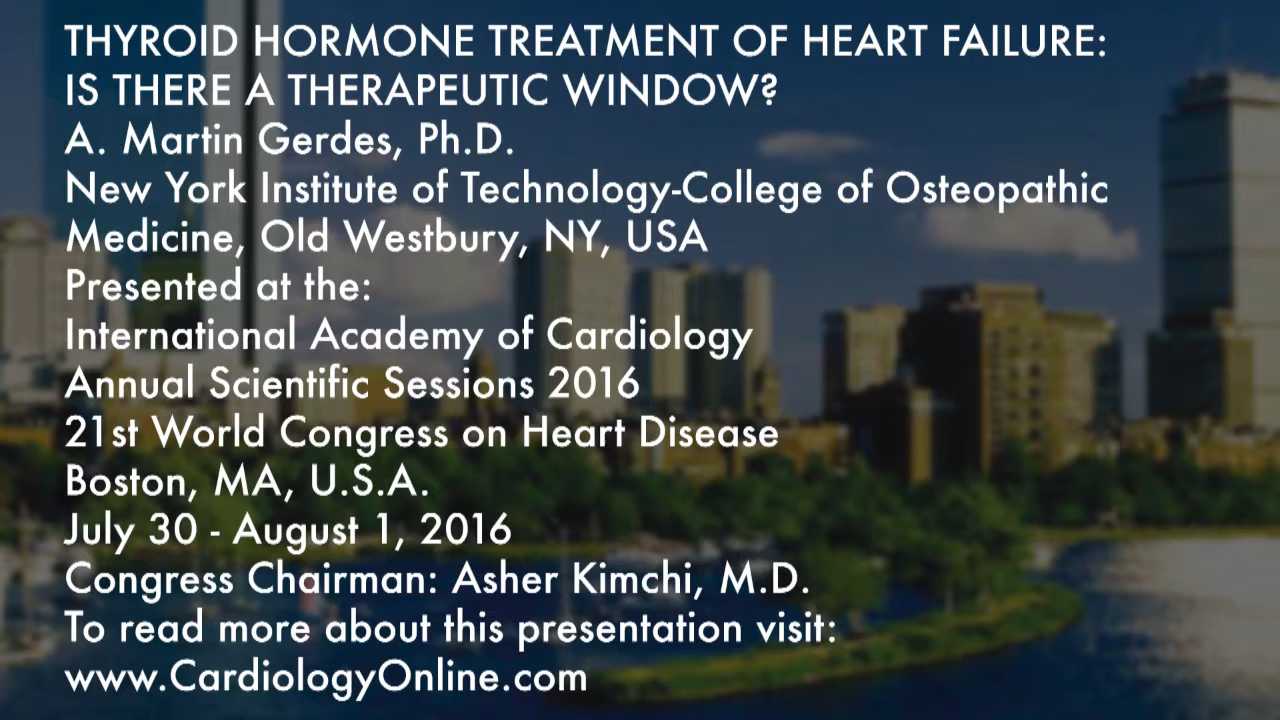 THYROID HORMONE TREATMENT OF HEART FAILURE:
IS THERE A THERAPEUTIC WINDOW?
A. Martin Gerdes, Ph.D.
New York Institute of Technology-College of Osteopathic
Medicine, Old Westbury, NY, USA
Presented at the:
International Academy of Cardiology
Annual Scientific Sessions 2016
21st World Congress on Heart Disease
Boston, MA, U.S.A.
July 30 - August 1, 2016
Congress Chairman: Asher Kimchi, M.D.
To read more about this presentation visit:
www.CardiologyOnline.com